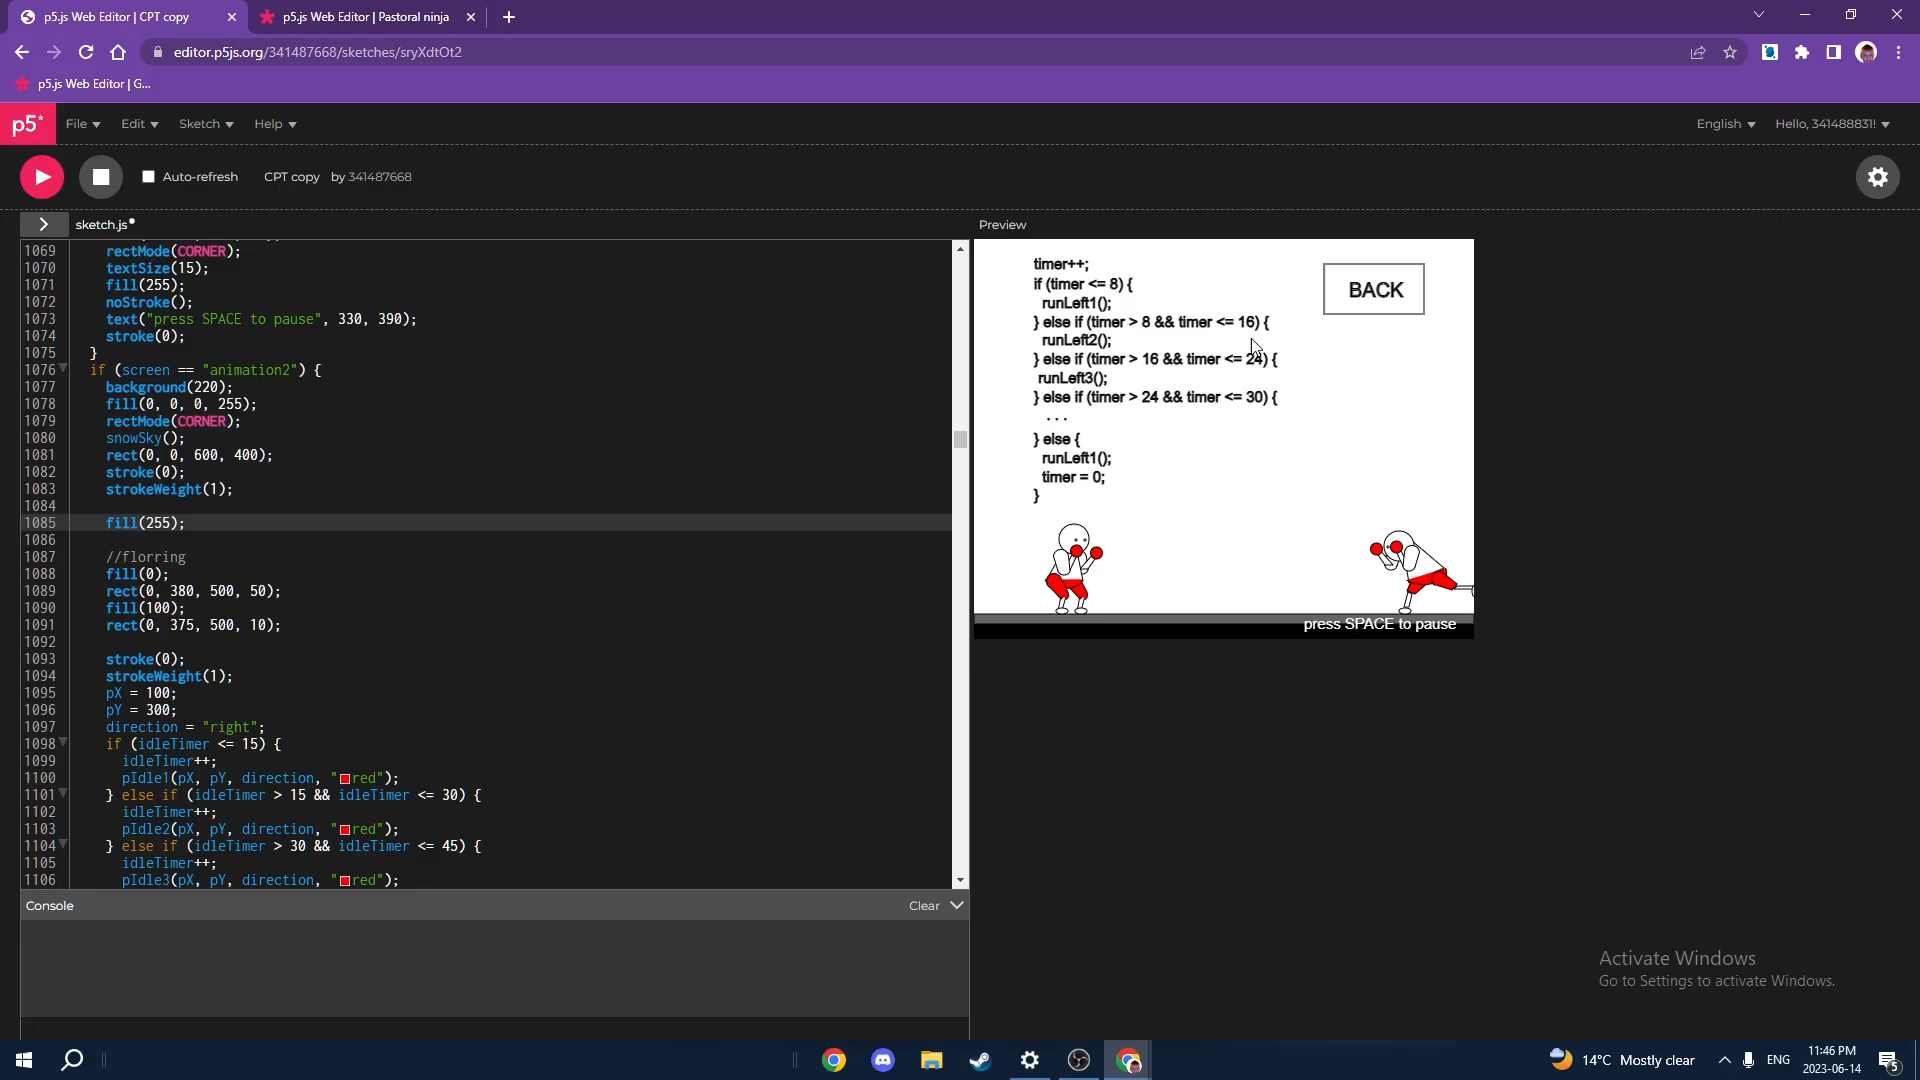 p5.js Web Editor | CPT copy
p5.js Web Editor | Pastoral ninja
editor.p5js.org/341487668/sketches/sryXdtOt2
p5.js Web Editor | G...
p5*
File
Edit
Sketch
Help
English
Hello, 341488831!
Auto-refresh
CPT copy
by 341487668
sketch.js
Preview
1069 rectMode(CORNER);
1070 textSize(15);
1071 fill(255);
1072 noStroke();
1073 text("press SPACE to pause", 330, 390);
1074 stroke(0);
1075 }
1076 if (screen == "animation2") {
1077 background(220);
1078 fill(0, 0, 0, 255);
1079 rectMode(CORNER);
1080 snowSky();
1081 rect(0, 0, 600, 400);
1082 stroke(0);
1083 strokeWeight(1);
1084
1085 fill(255);
1086
1087 //florring
1088 fill(0);
1089 rect(0, 380, 500, 50);
1090 fill(100);
1091 rect(0, 375, 500, 10);
1092
1093 stroke(0);
1094 strokeWeight(1);
1095 pX = 100;
1096 pY = 300;
1097 direction = "right";
1098 if (idleTimer <= 15) {
1099 idleTimer++;
1100 pIdle1(pX, pY, direction, "red");
1101 } else if (idleTimer > 15 && idleTimer <= 30) {
1102 idleTimer++;
1103 pIdle2(pX, pY, direction, "red");
1104 } else if (idleTimer > 30 && idleTimer <= 45) {
1105 idleTimer++;
1106 pIdle3(pX, pY, direction, "red");
timer++;
if (timer <= 8) {
runLeft1();
} else if (timer > 8 && timer <= 16) {
runLeft2();
} else if (timer > 16 && timer <= 24) {
runLeft3();
} else if (timer > 24 && timer <= 30) {
. . .
} else {
runLeft1();
timer = 0;
}
BACK
press SPACE to pause
Console
Clear
Activate Windows
Go to Settings to activate Windows.
14°C Mostly clear
ENG
11:46 PM
2023-06-14
5